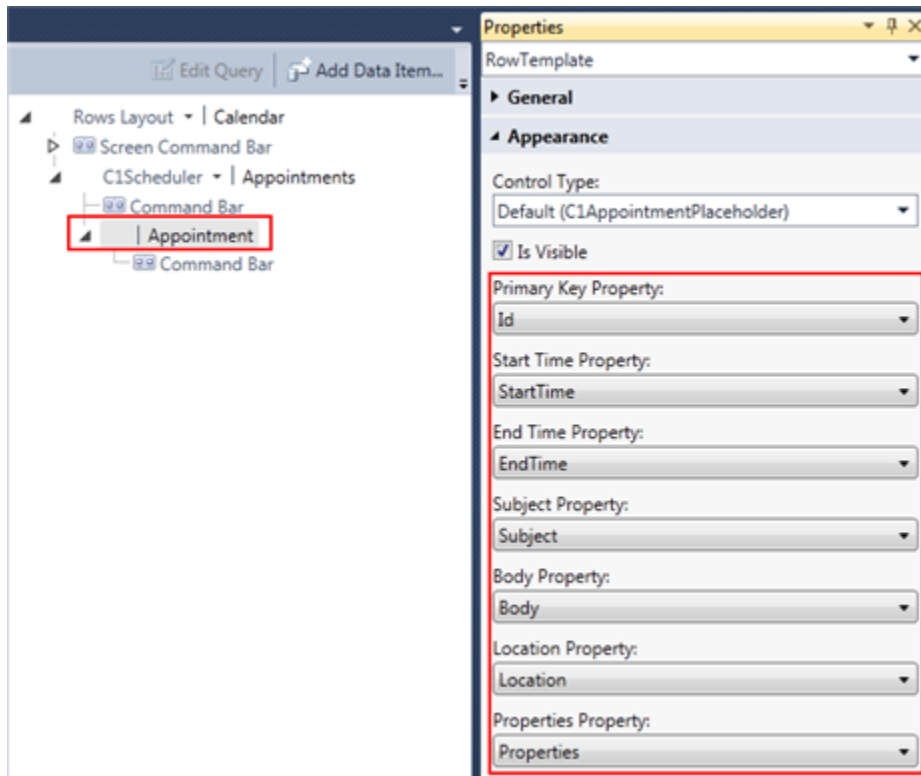 Edit Query
Add Data Item...
Rows Layout | Calendar
Screen Command Bar
C1Scheduler | Appointments
Command Bar
| Appointment
Command Bar
Properties
RowTemplate
General
Appearance
Control Type:
Default (C1AppointmentPlaceholder)
Is Visible
Primary Key Property:
Id
Start Time Property:
StartTime
End Time Property:
EndTime
Subject Property:
Subject
Body Property:
Body
Location Property:
Location
Properties Property:
Properties